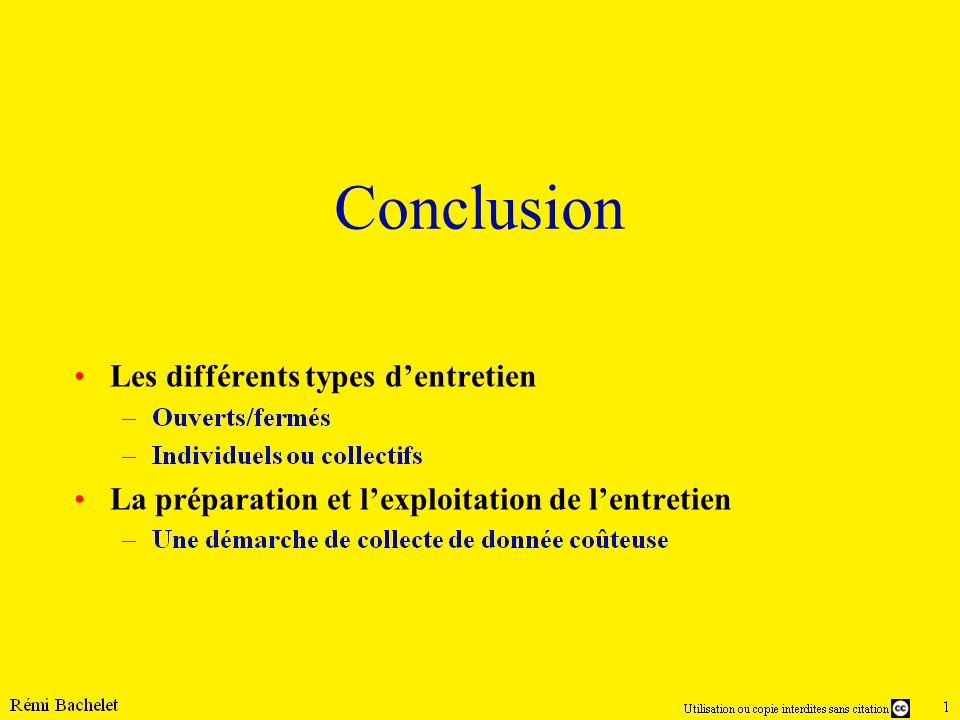 Conclusion
• Les différents types d’entretien
– Ouverts/fermés
– Individuels ou collectifs
• La préparation et l’exploitation de l’entretien
– Une démarche de collecte de donnée coûteuse
Rémi Bachelet
Utilisation ou copie interdites sans citation cc
1